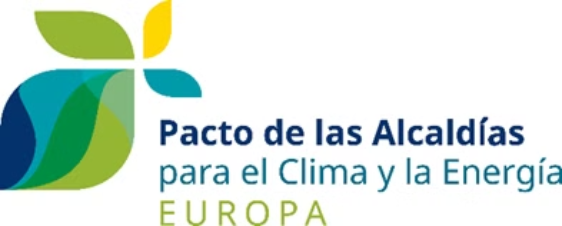 Pacto de las Alcaldías
para el Clima y la Energía
EUROPA